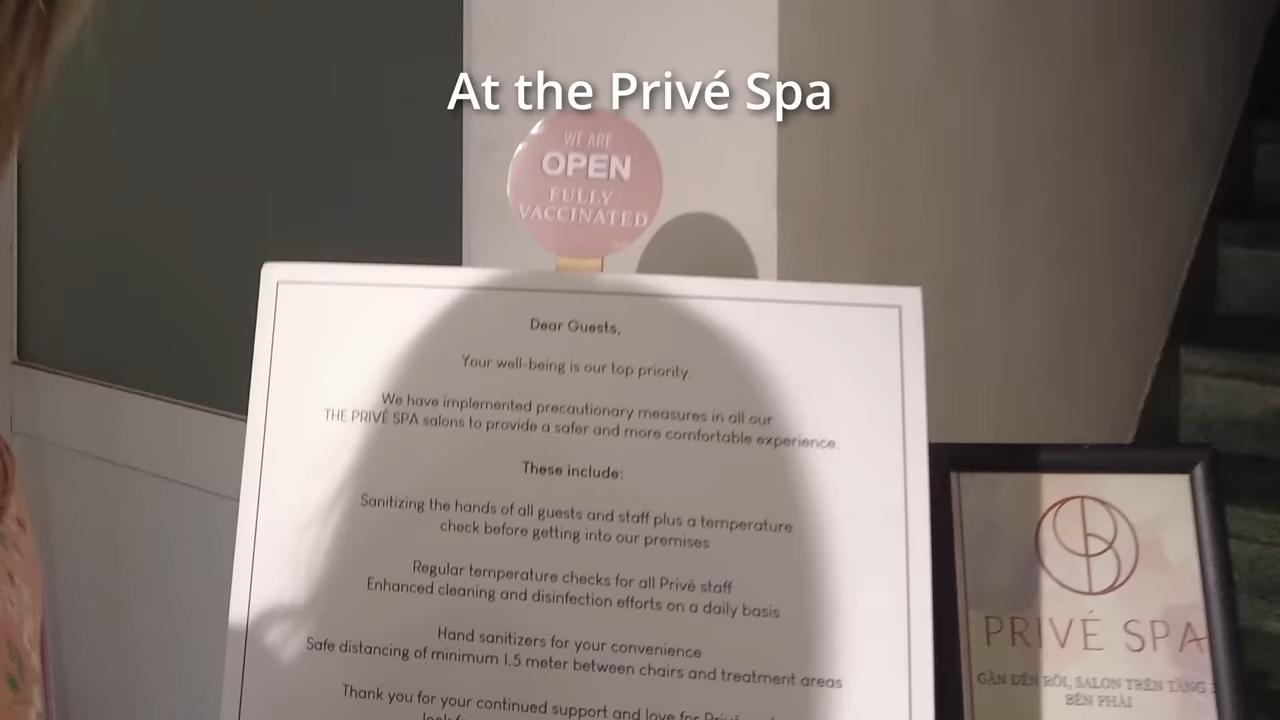 At the Privé Spa
WE ARE
OPEN
FULLY
VACCINATED
Dear Guests,
Your well-being is our top priority.
We have implemented precautionary measures in all our
THE PRIVÉ SPA salons to provide a safer and more comfortable experience.
These include:
Sanitizing the hands of all guests and staff plus a temperature
check before getting into our premises
Regular temperature checks for all Privé staff
Enhanced cleaning and disinfection efforts on a daily basis
Hand sanitizers for your convenience
Safe distancing of minimum 1,5 meter between chairs and treatment areas
Thank you for your continued support and love for Privé
PRIVÉ SPA
GẦN ĐẾN RỒI, SALON TRÊN TẦNG
BÊN PHẢI